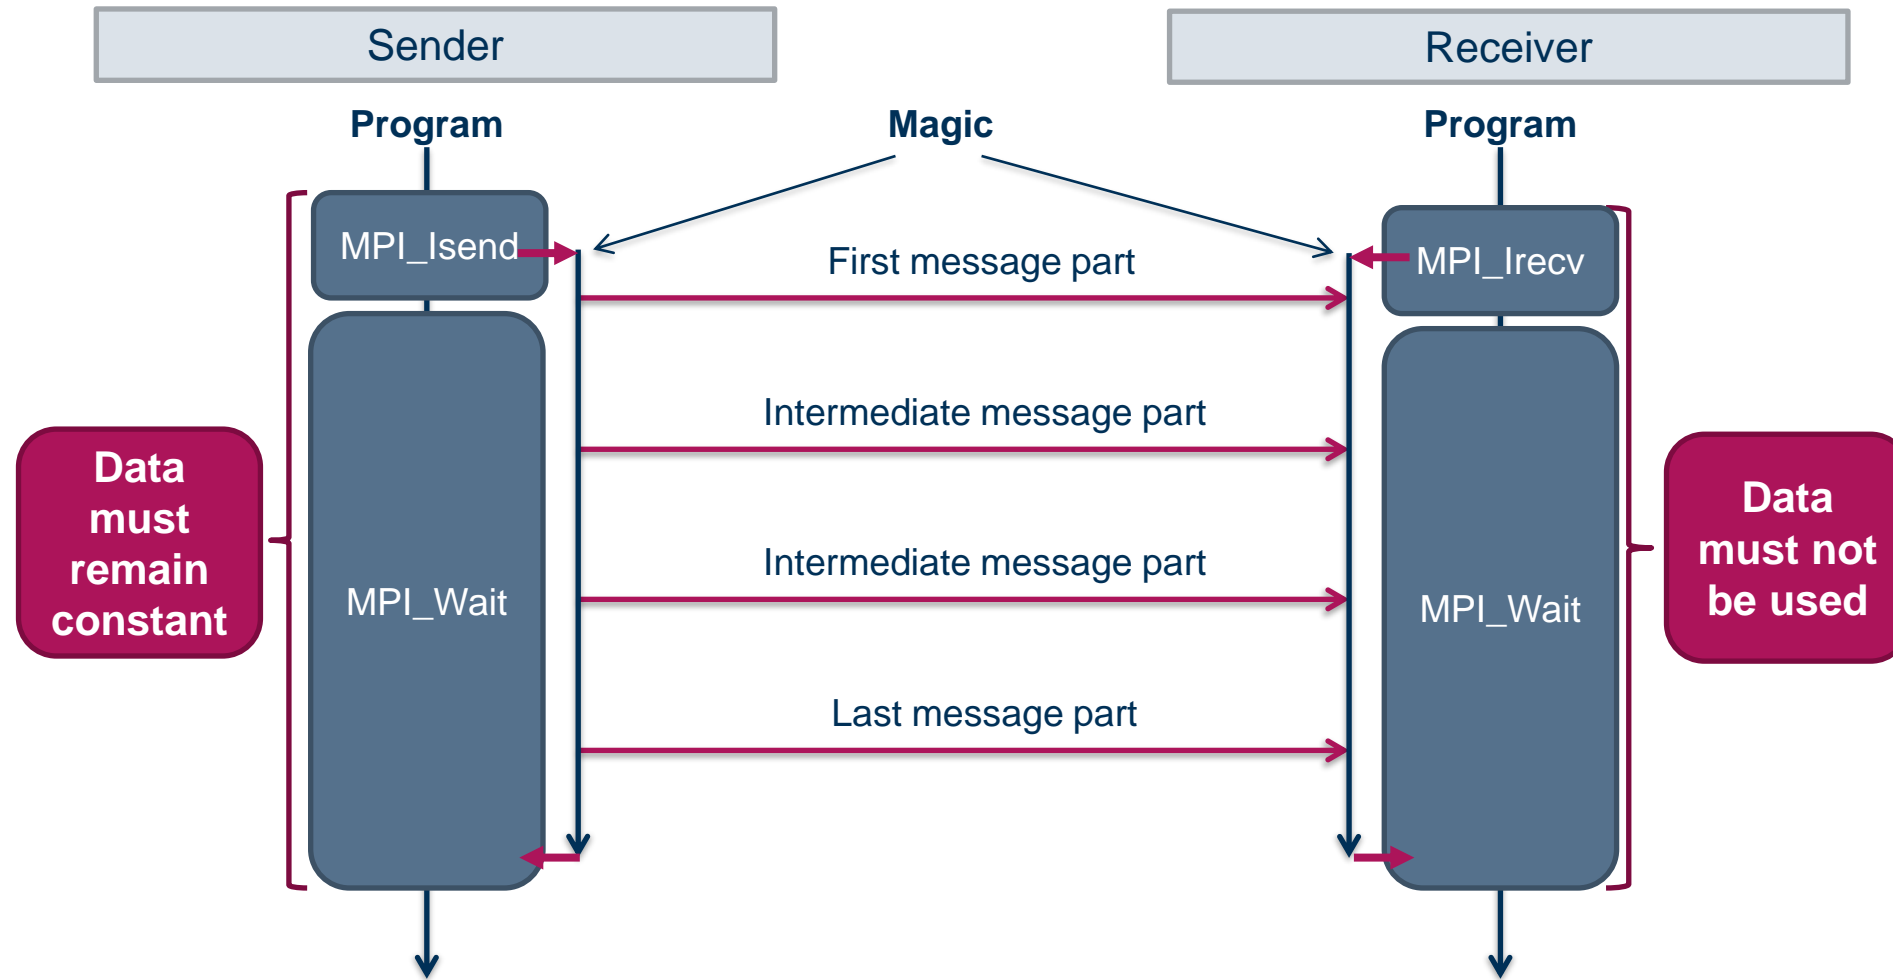 Sender
Receiver
Program
Magic
Program
MPI_Isend
First message part
MPI_Irecv
Intermediate message part
Data
must
remain
constant
Data
must not
be used
Intermediate message part
MPI_Wait
MPI_Wait
Last message part